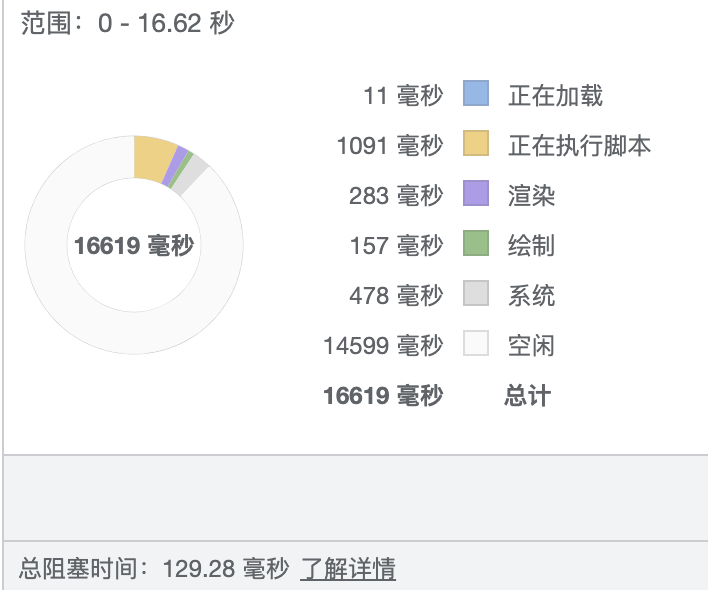 范围：0 - 16.62 秒
11 毫秒 正在加载
1091 毫秒 正在执行脚本
283 毫秒 渲染
157 毫秒 绘制
478 毫秒 系统
14599 毫秒 空闲
16619 毫秒 总计
16619 毫秒
总阻塞时间：129.28 毫秒 了解详情